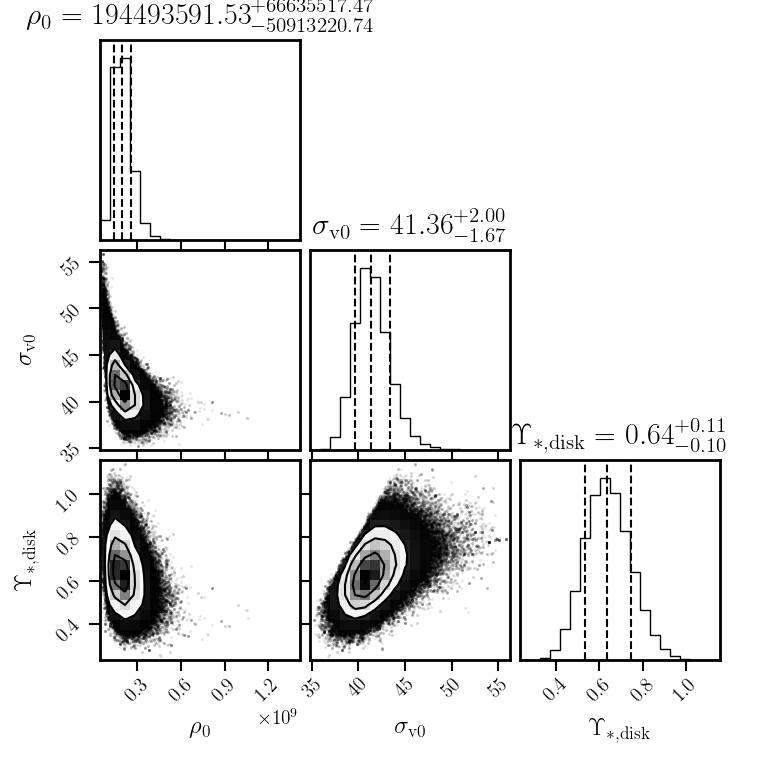 ρ₀ = 194493591.53⁺⁶⁶⁶³⁵⁵¹⁷·⁴⁷₋₅₀₉₁₃₂₂₀.₇₄
σᵥ₀ = 41.36⁺²·⁰⁰₋₁.₆₇
55
50
45
40
35
σᵥ₀
ϒ*,disk = 0.64⁺⁰·¹¹₋₀.₁₀
1.0
0.8
0.6
0.4
ϒ*,disk
0.3 0.6 0.9 1.2
×10⁹
ρ₀
35 40 45 50 55
σᵥ₀
0.4 0.6 0.8 1.0
ϒ*,disk